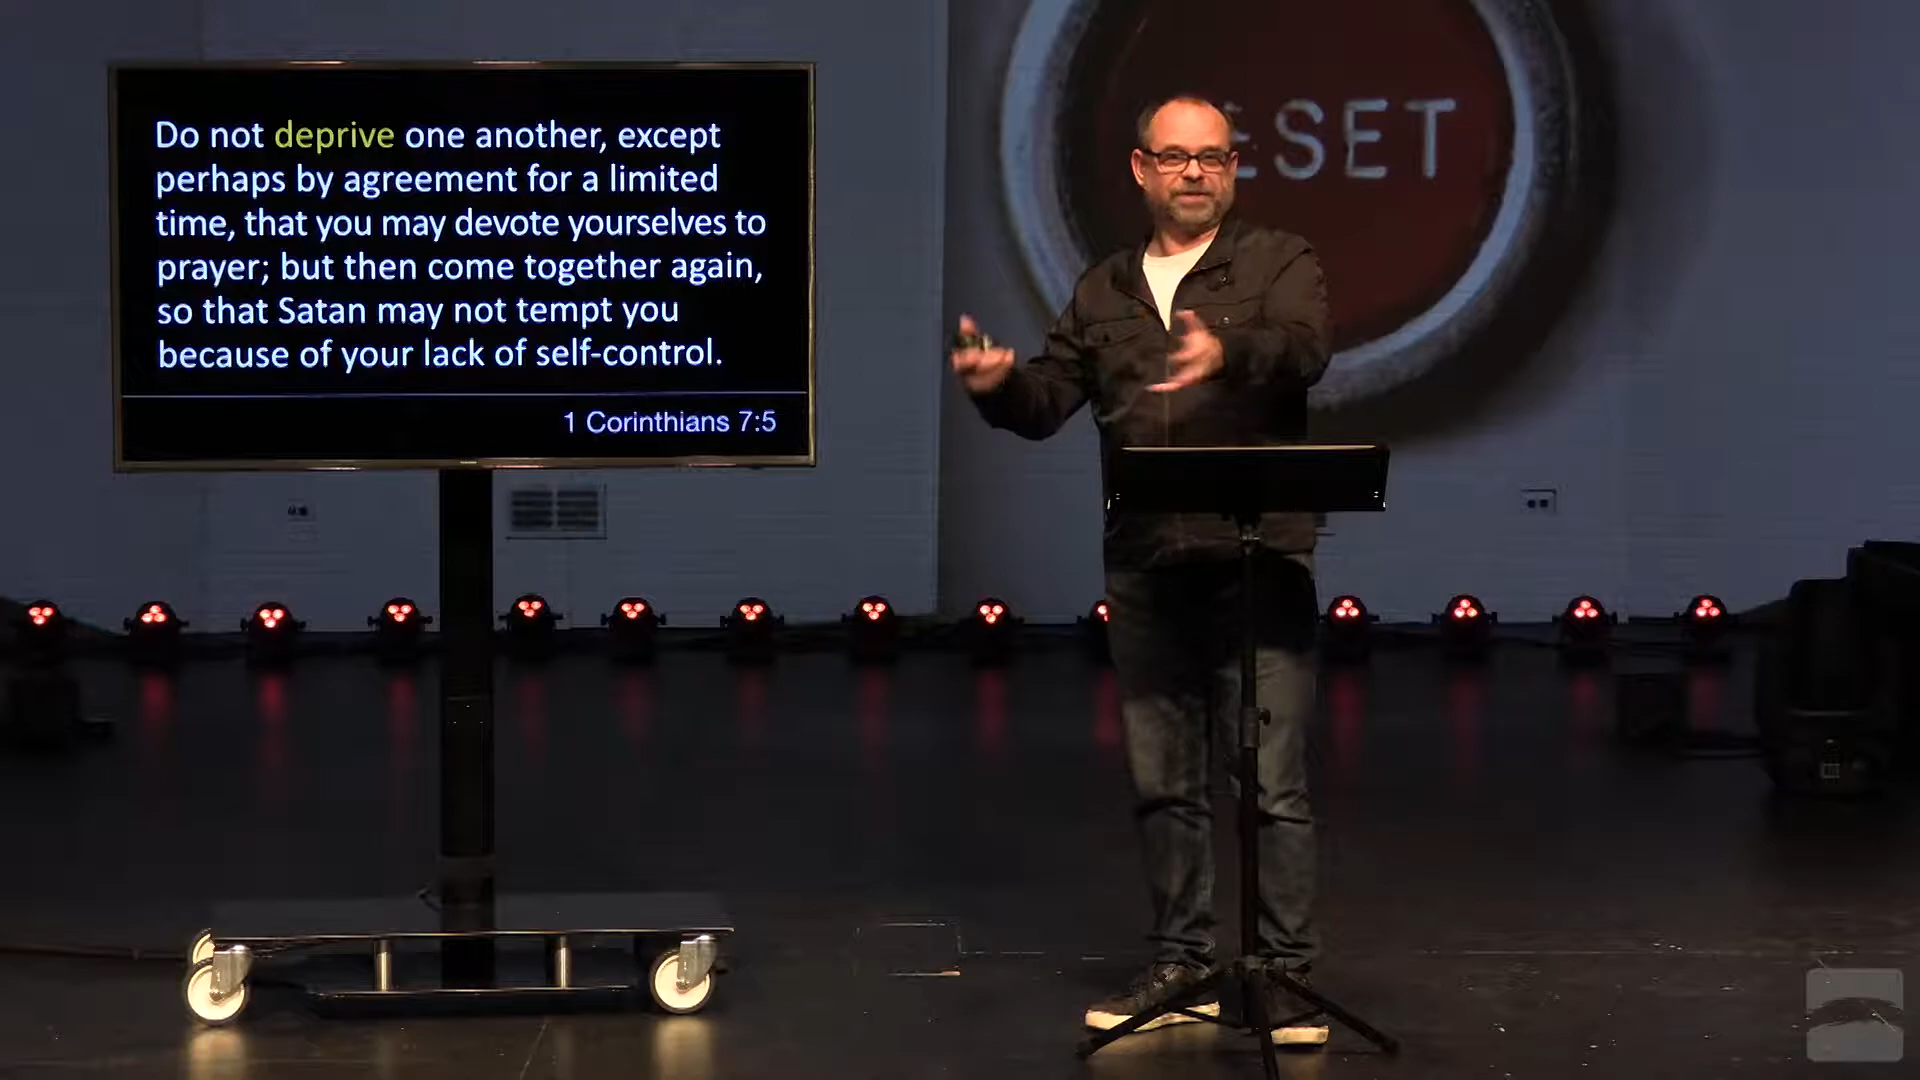 Do not deprive one another, except
perhaps by agreement for a limited
time, that you may devote yourselves to
prayer; but then come together again,
so that Satan may not tempt you
because of your lack of self-control.
1 Corinthians 7:5
ESET